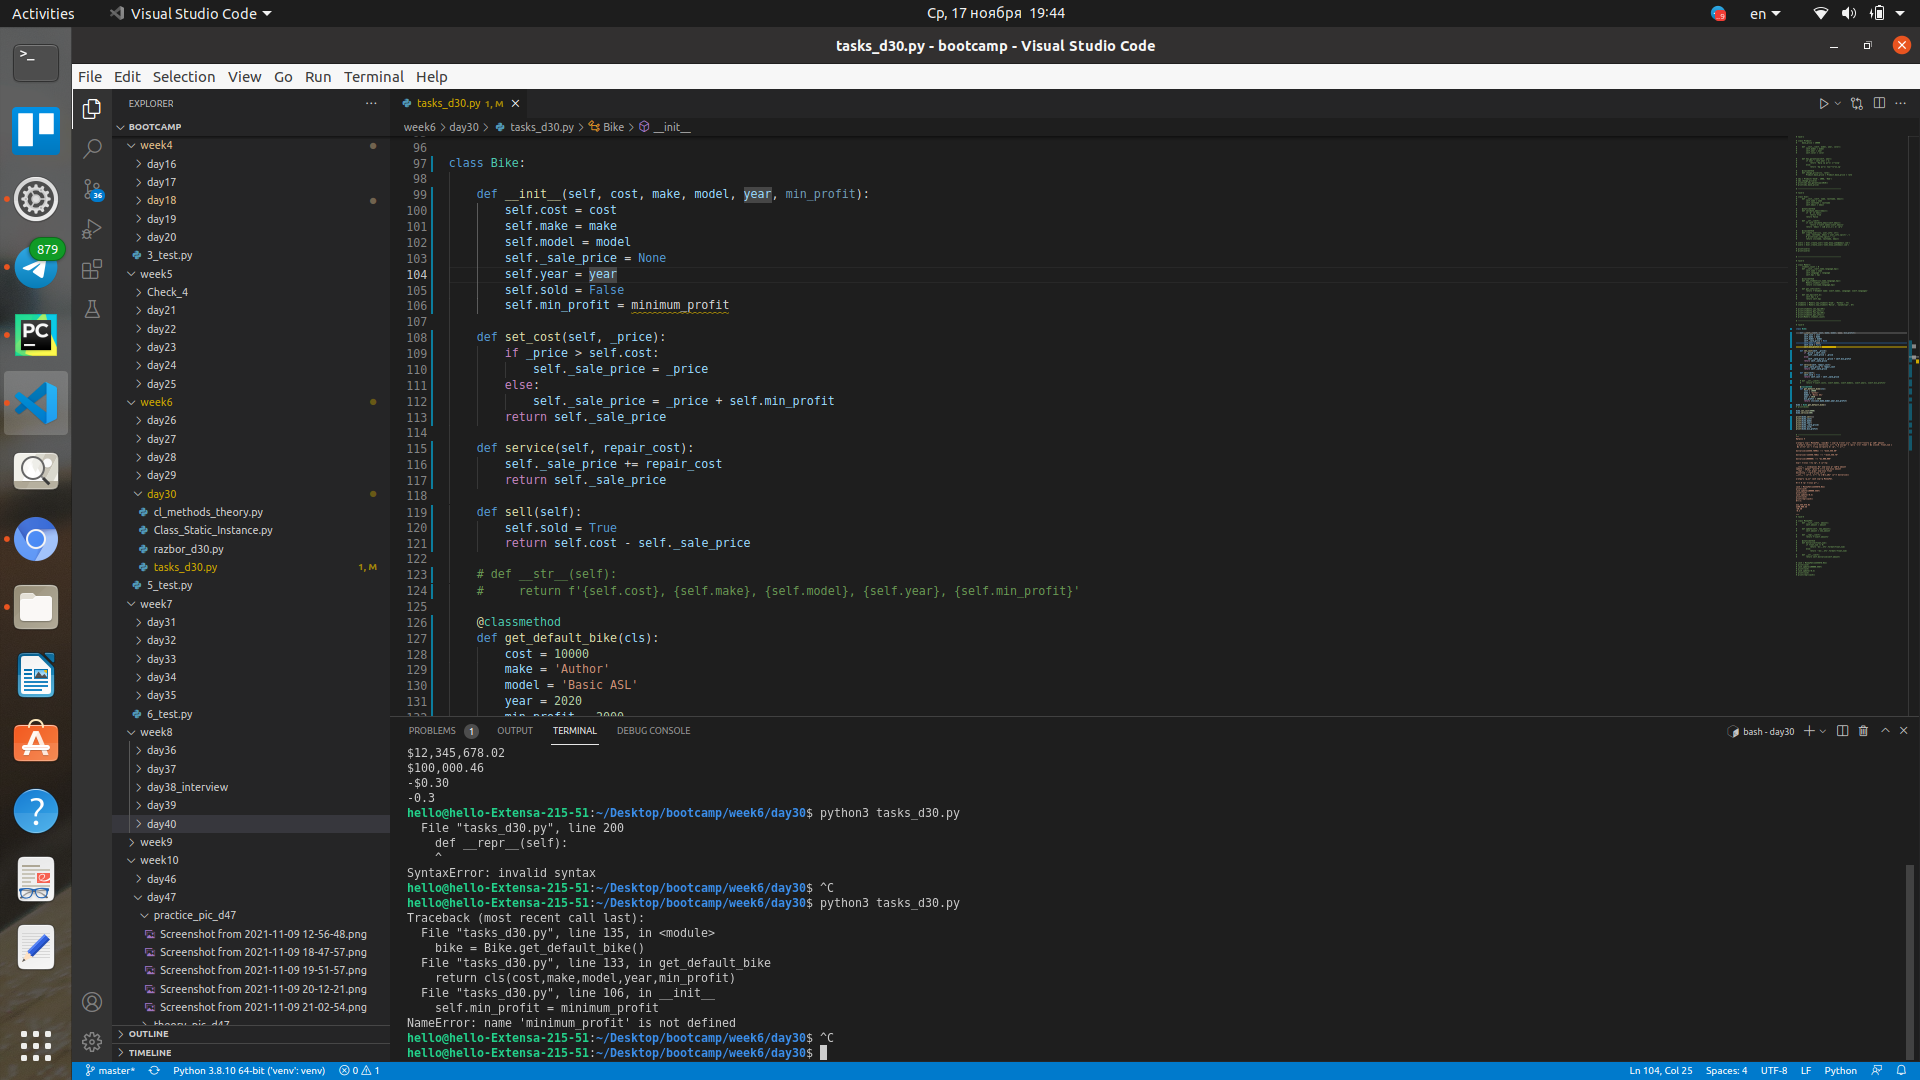 Activities
Visual Studio Code
Ср, 17 ноября 19:44
en
tasks_d30.py - bootcamp - Visual Studio Code
File Edit Selection View Go Run Terminal Help
879
PC
36
EXPLORER
BOOTCAMP
week4
day16
day17
day18
day19
day20
3_test.py
week5
Check_4
day21
day22
day23
day24
day25
week6
day26
day27
day28
day29
day30
cl_methods_theory.py
Class_Static_Instance.py
razbor_d30.py
tasks_d30.py 1, M
5_test.py
week7
day31
day32
day33
day34
day35
6_test.py
week8
day36
day37
day38_interview
day39
day40
week9
week10
day46
day47
practice_pic_d47
Screenshot from 2021-11-09 12-56-48.png
Screenshot from 2021-11-09 18-47-57.png
Screenshot from 2021-11-09 19-51-57.png
Screenshot from 2021-11-09 20-12-21.png
Screenshot from 2021-11-09 21-02-54.png
theory_pic_d47
OUTLINE
TIMELINE
tasks_d30.py 1, M
week6 > day30 > tasks_d30.py > Bike > __init__
96
97 class Bike:
98
99 def __init__(self, cost, make, model, year, min_profit):
100 self.cost = cost
101 self.make = make
102 self.model = model
103 self._sale_price = None
104 self.year = year
105 self.sold = False
106 self.min_profit = minimum_profit
107
108 def set_cost(self, _price):
109 if _price > self.cost:
110 self._sale_price = _price
111 else:
112 self._sale_price = _price + self.min_profit
113 return self._sale_price
114
115 def service(self, repair_cost):
116 self._sale_price += repair_cost
117 return self._sale_price
118
119 def sell(self):
120 self.sold = True
121 return self.cost - self._sale_price
122
123 # def __str__(self):
124 # return f'{self.cost}, {self.make}, {self.model}, {self.year}, {self.min_profit}'
125
126 @classmethod
127 def get_default_bike(cls):
128 cost = 10000
129 make = 'Author'
130 model = 'Basic ASL'
131 year = 2020
132 min_profit = 2000
PROBLEMS 1 OUTPUT TERMINAL DEBUG CONSOLE
bash - day30
$12,345,678.02
$100,000.46
-$0.30
-0.3
hello@hello-Extensa-215-51:~/Desktop/bootcamp/week6/day30$ python3 tasks_d30.py
File "tasks_d30.py", line 200
def __repr__(self):
^
SyntaxError: invalid syntax
hello@hello-Extensa-215-51:~/Desktop/bootcamp/week6/day30$ ^C
hello@hello-Extensa-215-51:~/Desktop/bootcamp/week6/day30$ python3 tasks_d30.py
Traceback (most recent call last):
File "tasks_d30.py", line 135, in <module>
bike = Bike.get_default_bike()
File "tasks_d30.py", line 133, in get_default_bike
return cls(cost,make,model,year,min_profit)
File "tasks_d30.py", line 106, in __init__
self.min_profit = minimum_profit
NameError: name 'minimum_profit' is not defined
hello@hello-Extensa-215-51:~/Desktop/bootcamp/week6/day30$ ^C
hello@hello-Extensa-215-51:~/Desktop/bootcamp/week6/day30$
master* Python 3.8.10 64-bit ('venv': venv) 0 1
Ln 104, Col 25 Spaces: 4 UTF-8 LF Python